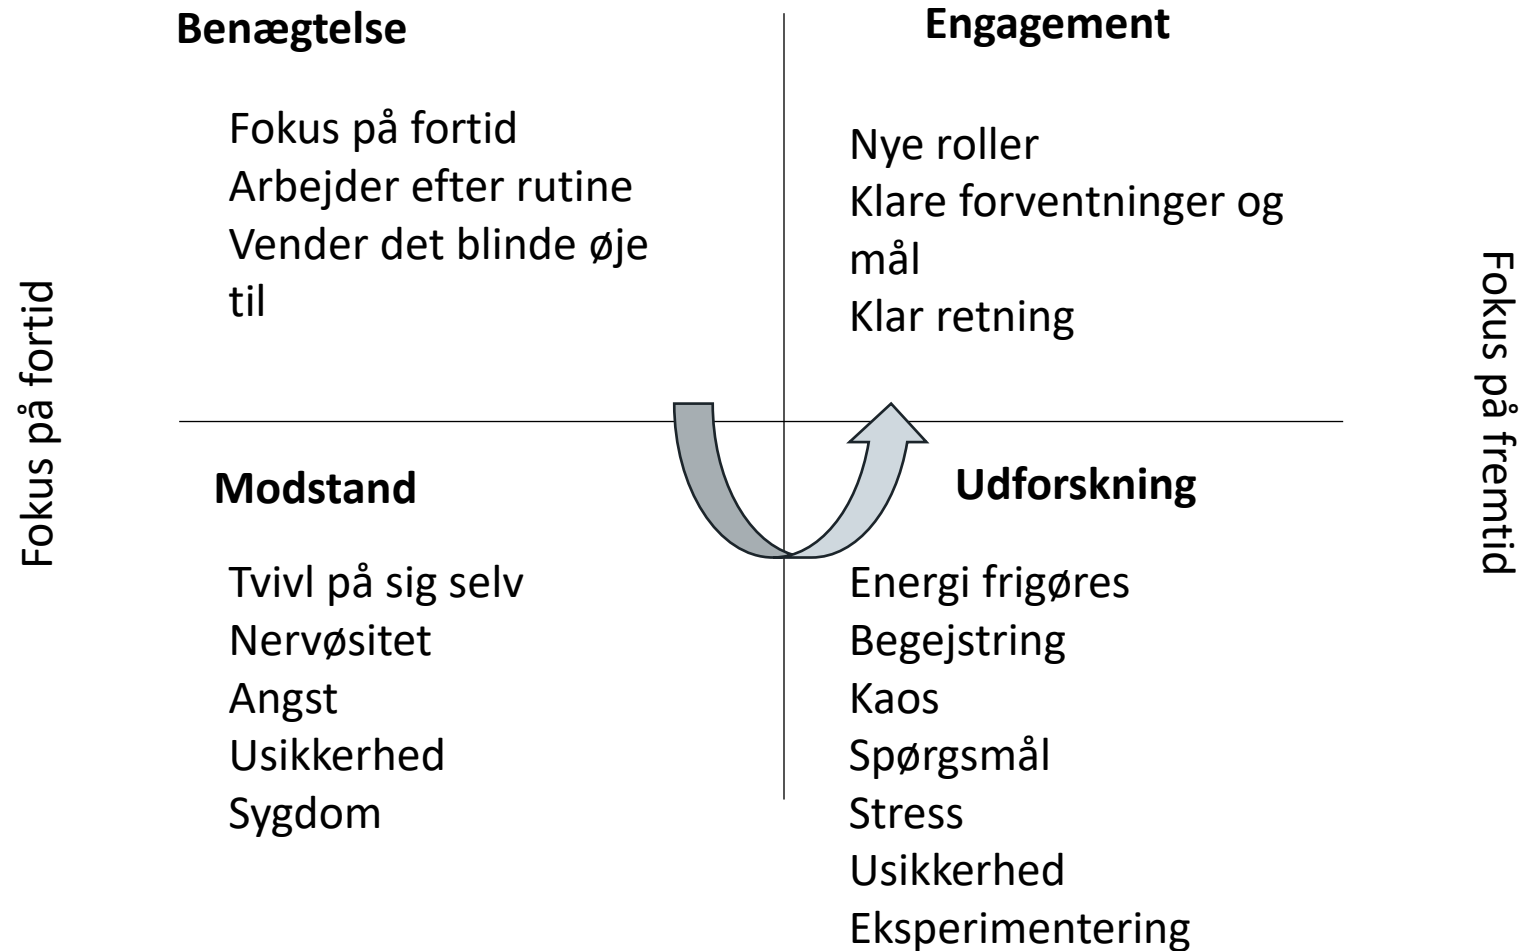 Fokus på fortid
Benægtelse
Fokus på fortid
Arbejder efter rutine
Vender det blinde øje
til
Engagement
Nye roller
Klare forventninger og
mål
Klar retning
Modstand
Tvivl på sig selv
Nervøsitet
Angst
Usikkerhed
Sygdom
Udforskning
Energi frigøres
Begejstring
Kaos
Spørgsmål
Stress
Usikkerhed
Eksperimentering
Fokus på fremtid